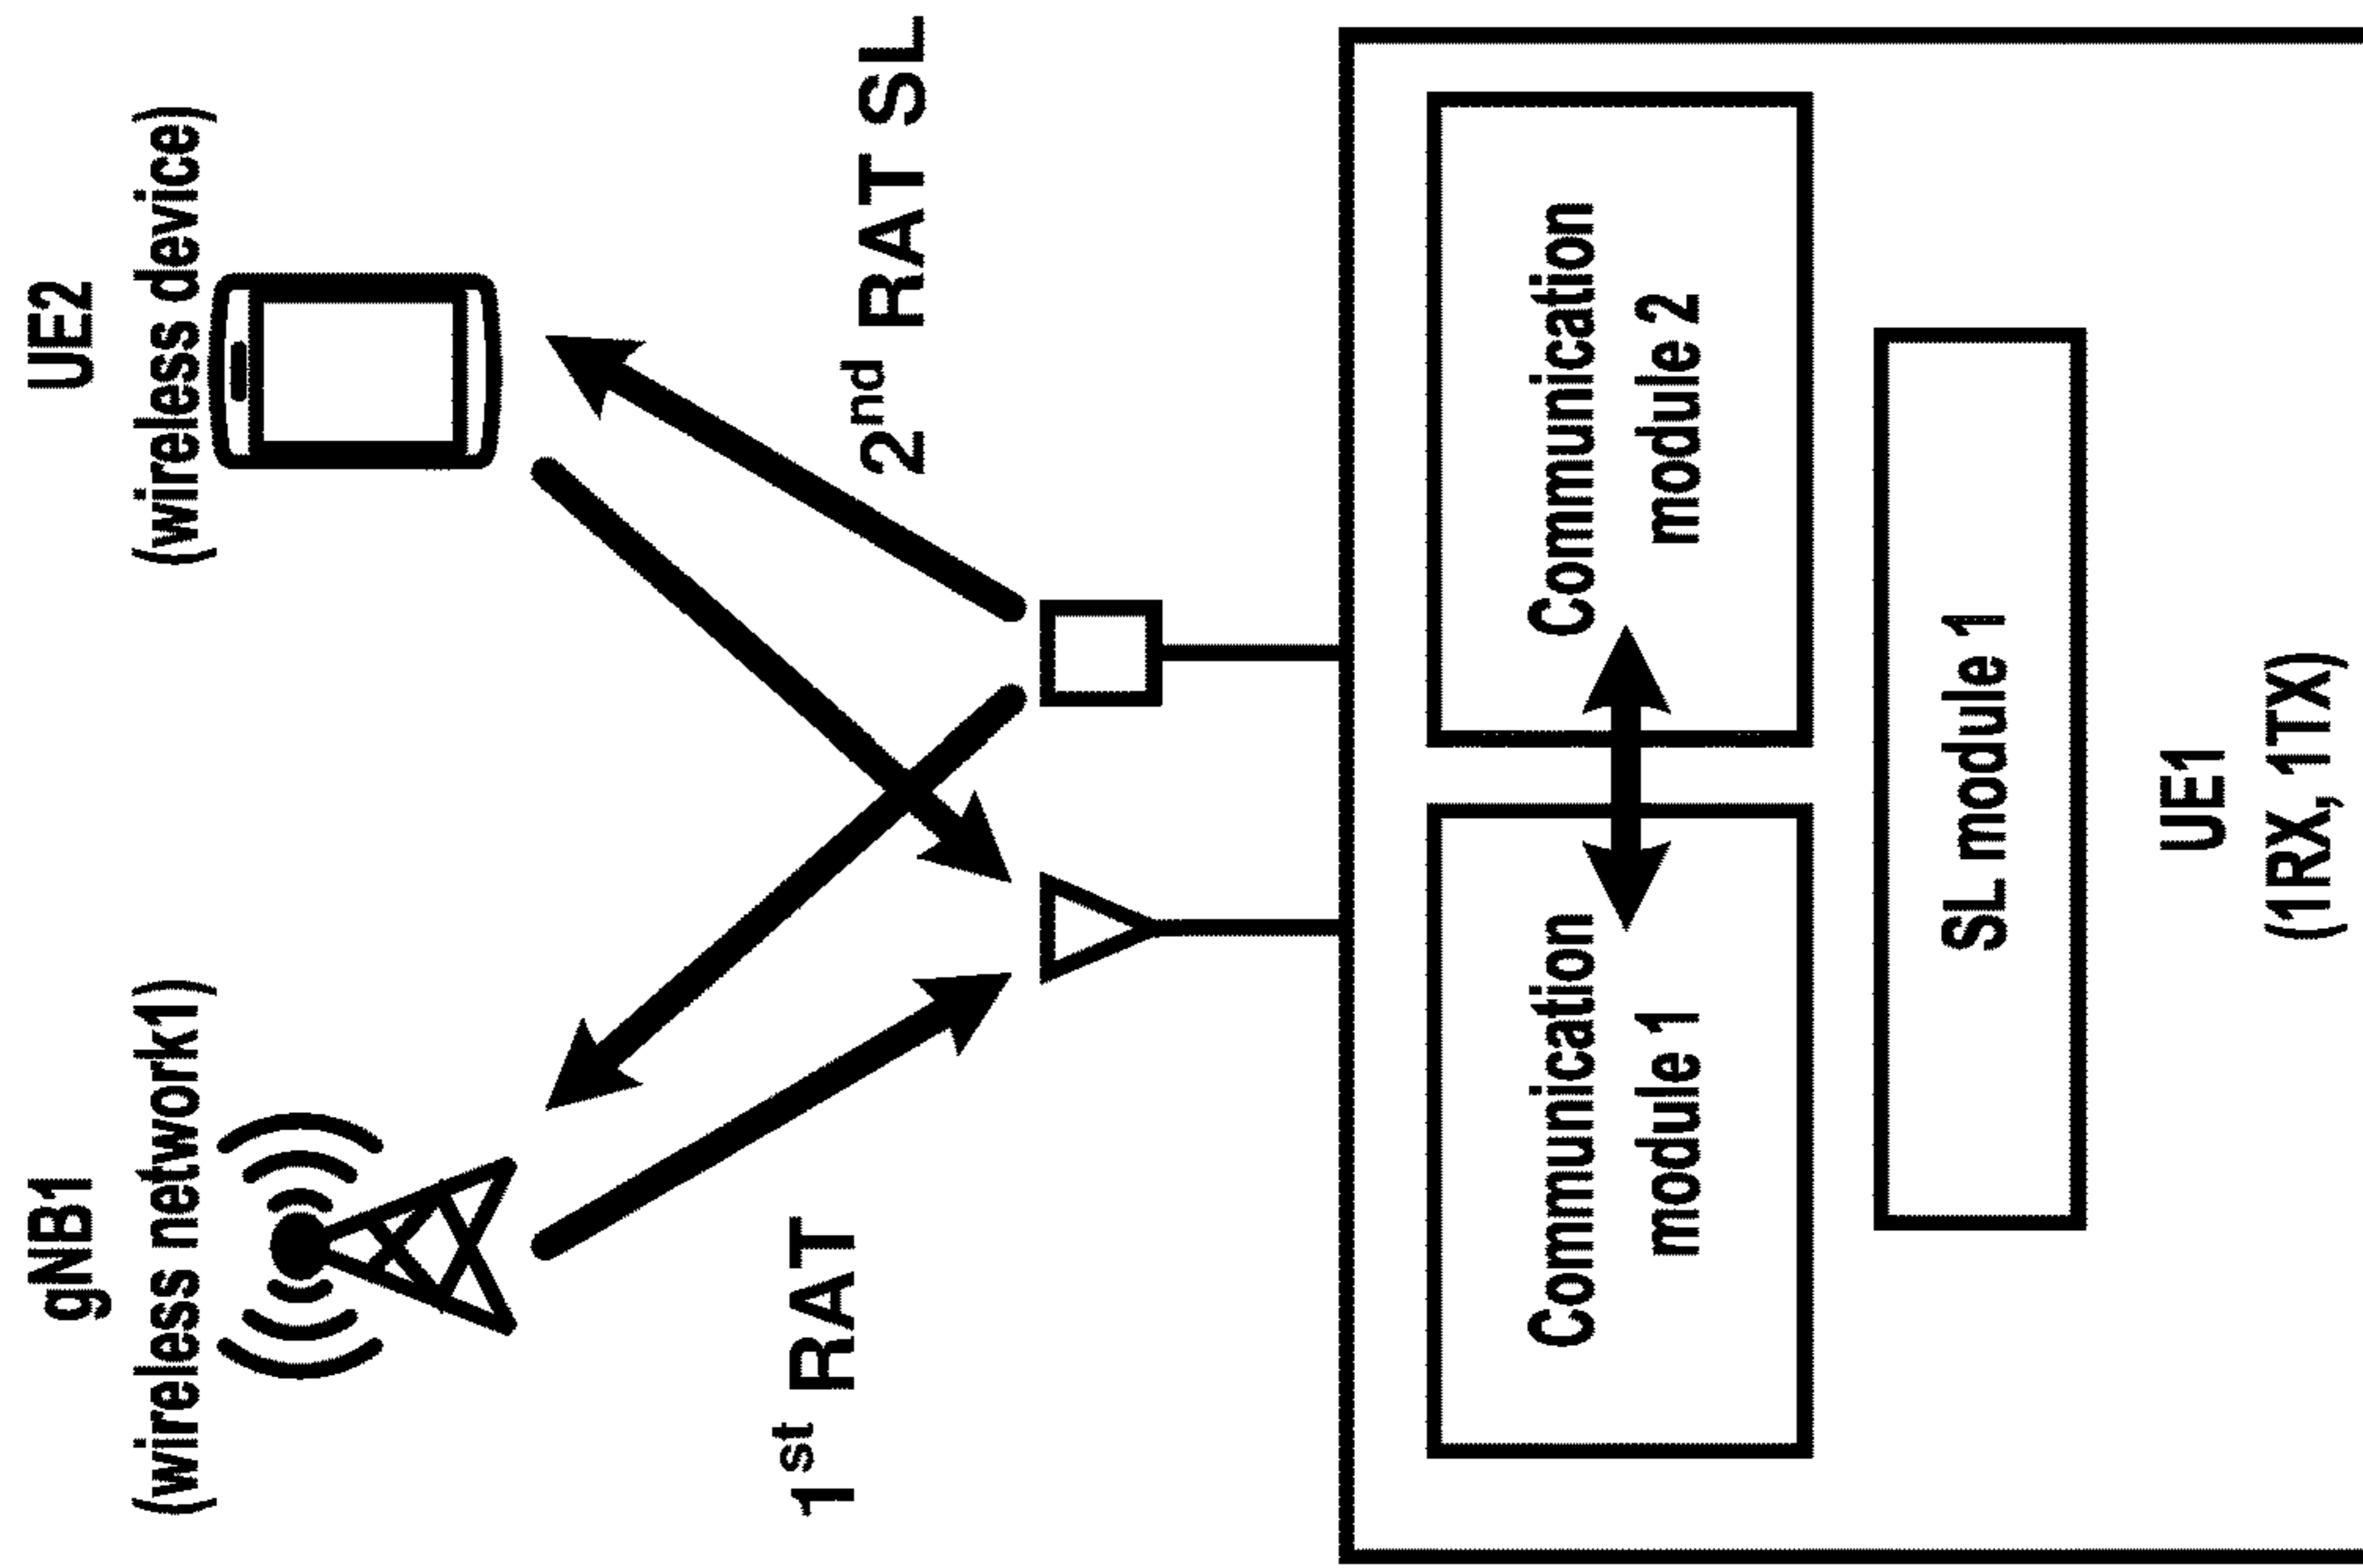 gNB1
(wireless network1)
UE2
(wireless device)
1st RAT
2nd RAT SL
Communication
module 1
Communication
module 2
SL module 1
UE1
(1RX, 1TX)